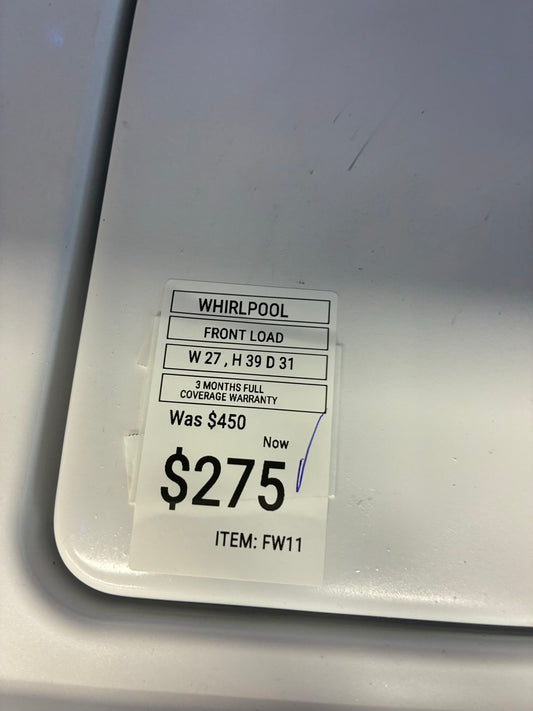 WHIRLPOOL
FRONT LOAD
W 27 , H 39 D 31
3 MONTHS FULL
COVERAGE WARRANTY
Was $450
Now
$275
ITEM: FW11